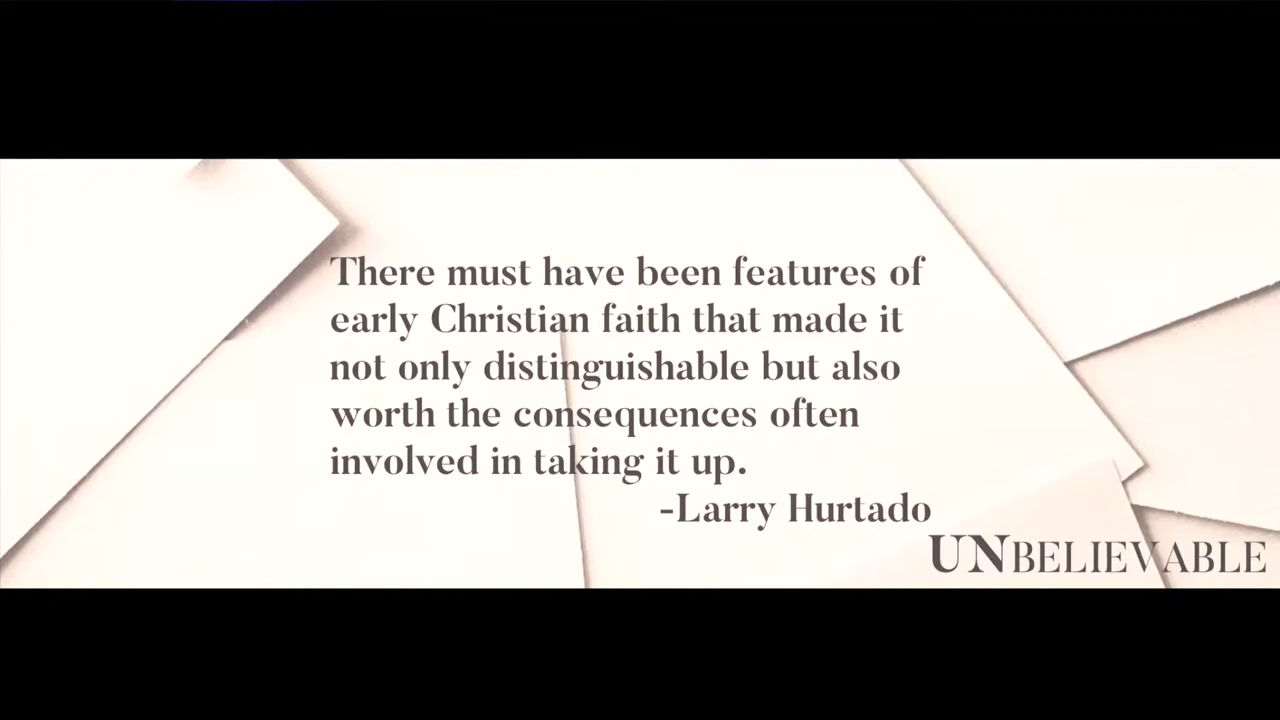 There must have been features of
early Christian faith that made it
not only distinguishable but also
worth the consequences often
involved in taking it up.
-Larry Hurtado
UNBELIEVABLE